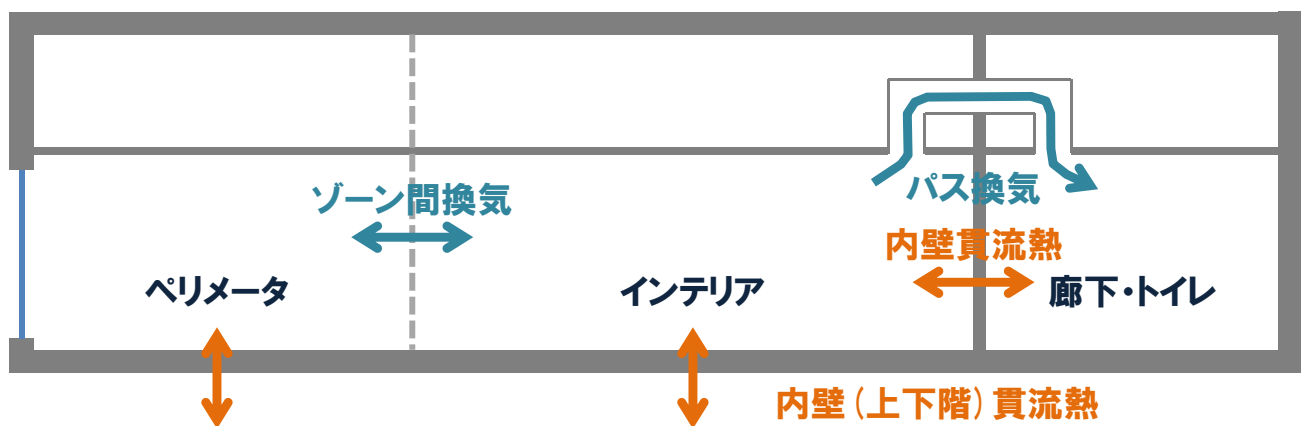 ゾーン間換気
パス換気
内壁貫流熱
ペリメータ
インテリア
廊下・トイレ
内壁(上下階)貫流熱